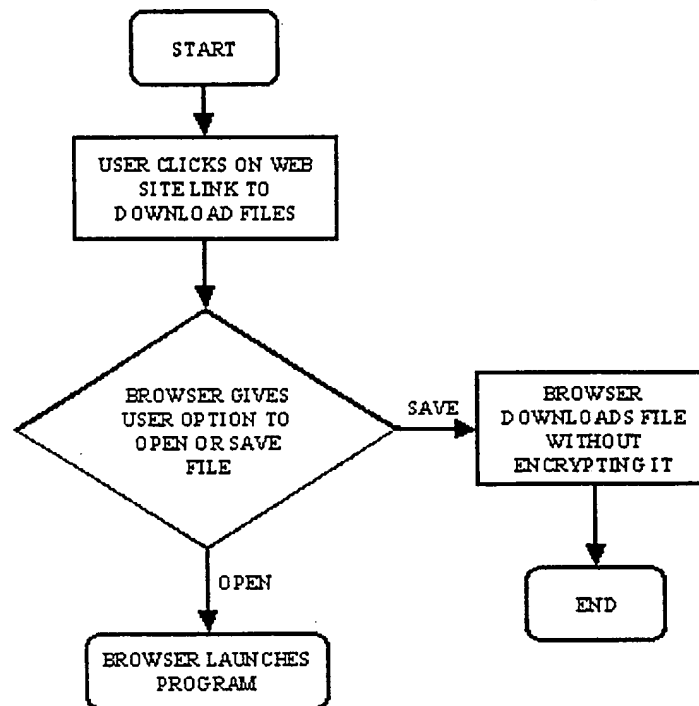 START
USER CLICKS ON WEB
SITE LINK TO
DOWNLOAD FILES
BROWSER GIVES
USER OPTION TO
OPEN OR SAVE
FILE
SAVE
BROWSER
DOWNLOADS FILE
WITHOUT
ENCRYPTING IT
OPEN
END
BROWSER LAUNCHES
PROGRAM